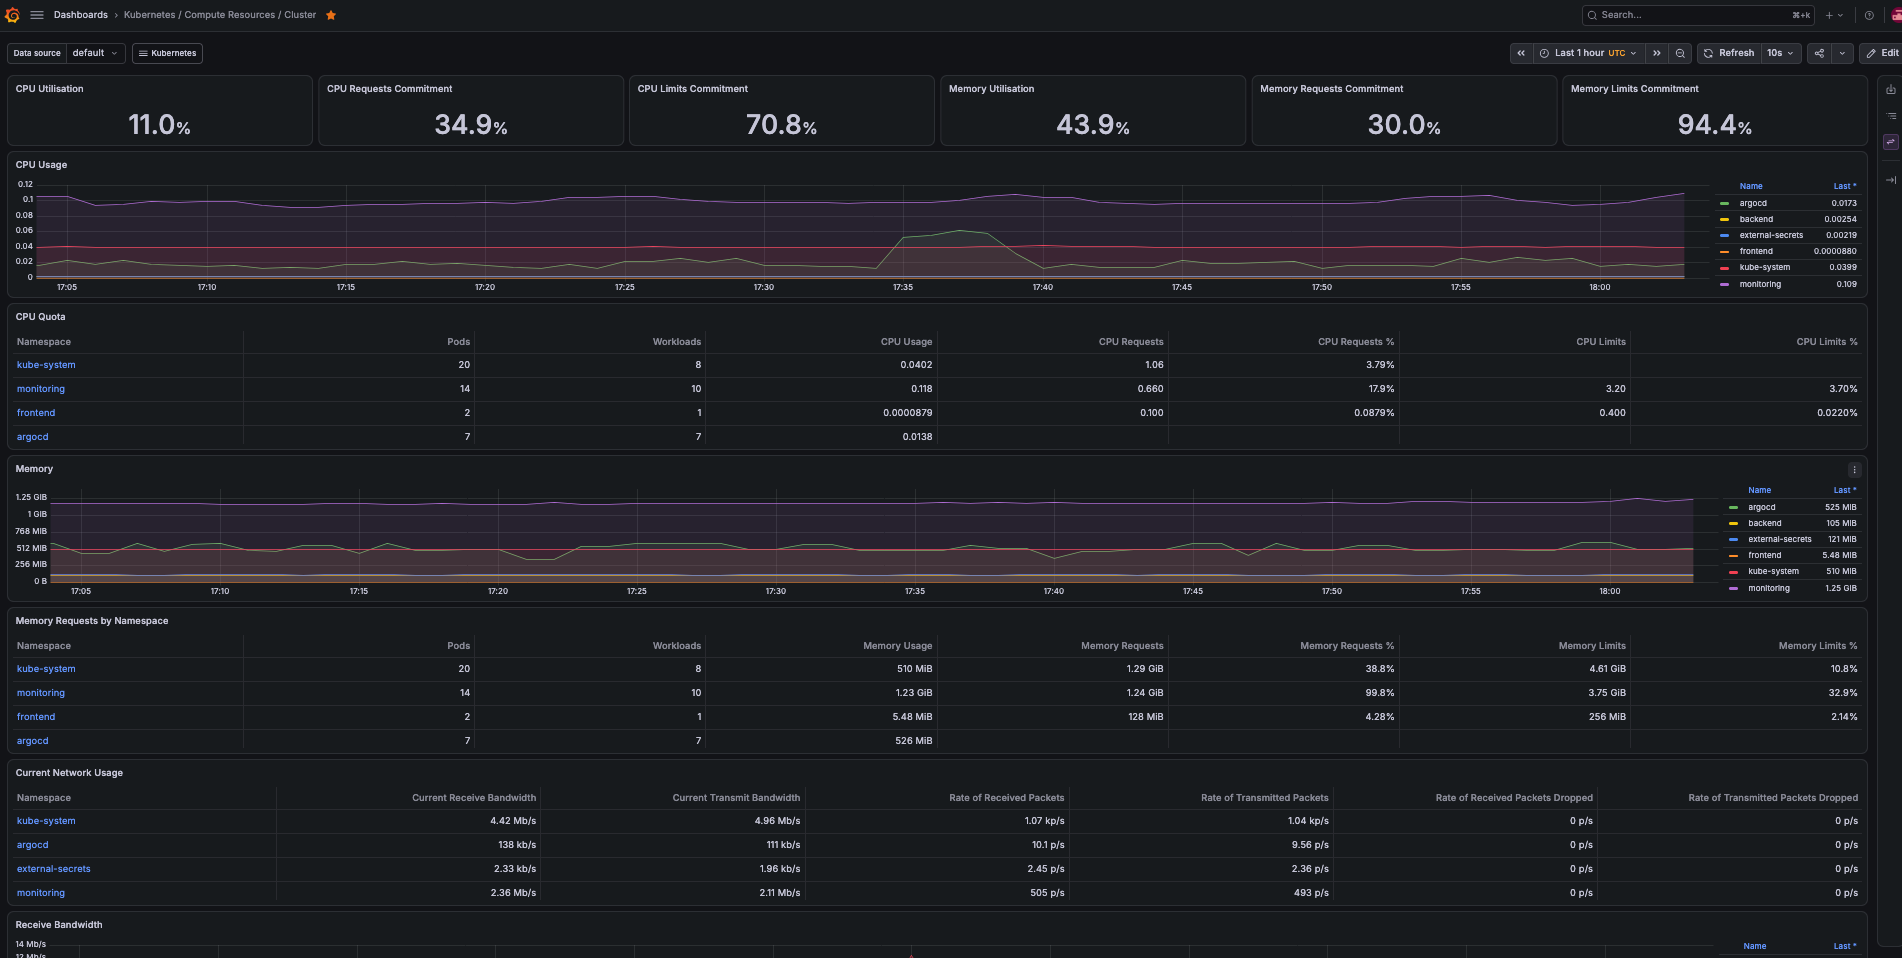 Dashboards › Kubernetes / Compute Resources / Cluster Search... ⌘+k
Data source default Kubernetes Last 1 hour UTC Refresh 10s Edit
CPU Utilisation CPU Requests Commitment CPU Limits Commitment Memory Utilisation Memory Requests Commitment Memory Limits Commitment
11.0% 34.9% 70.8% 43.9% 30.0% 94.4%
CPU Usage
0.12
0.1
0.08
0.06
0.04
0.02
0
17:05 17:10 17:15 17:20 17:25 17:30 17:35 17:40 17:45 17:50 17:55 18:00
Name Last *
argocd 0.0173
backend 0.00254
external-secrets 0.00219
frontend 0.0000880
kube-system 0.0399
monitoring 0.109
CPU Quota
Namespace Pods Workloads CPU Usage CPU Requests CPU Requests % CPU Limits CPU Limits %
kube-system 20 8 0.0402 1.06 3.79%
monitoring 14 10 0.118 0.660 17.9% 3.20 3.70%
frontend 2 1 0.0000879 0.100 0.0879% 0.400 0.0220%
argocd 7 7 0.0138
Memory
1.25 GIB
1 GIB
768 MIB
512 MIB
256 MIB
0 B
17:05 17:10 17:15 17:20 17:25 17:30 17:35 17:40 17:45 17:50 17:55 18:00
Name Last *
argocd 525 MIB
backend 105 MIB
external-secrets 121 MIB
frontend 5.48 MIB
kube-system 510 MIB
monitoring 1.25 GIB
Memory Requests by Namespace
Namespace Pods Workloads Memory Usage Memory Requests Memory Requests % Memory Limits Memory Limits %
kube-system 20 8 510 MiB 1.29 GiB 38.8% 4.61 GiB 10.8%
monitoring 14 10 1.23 GiB 1.24 GiB 99.8% 3.75 GiB 32.9%
frontend 2 1 5.48 MiB 128 MiB 4.28% 256 MiB 2.14%
argocd 7 7 526 MiB
Current Network Usage
Namespace Current Receive Bandwidth Current Transmit Bandwidth Rate of Received Packets Rate of Transmitted Packets Rate of Received Packets Dropped Rate of Transmitted Packets Dropped
kube-system 4.42 Mb/s 4.96 Mb/s 1.07 kp/s 1.04 kp/s 0 p/s 0 p/s
argocd 138 kb/s 111 kb/s 10.1 p/s 9.56 p/s 0 p/s 0 p/s
external-secrets 2.33 kb/s 1.96 kb/s 2.45 p/s 2.36 p/s 0 p/s 0 p/s
monitoring 2.36 Mb/s 2.11 Mb/s 505 p/s 493 p/s 0 p/s 0 p/s
Receive Bandwidth
14 Mb/s
12 Mb/s
Name Last *